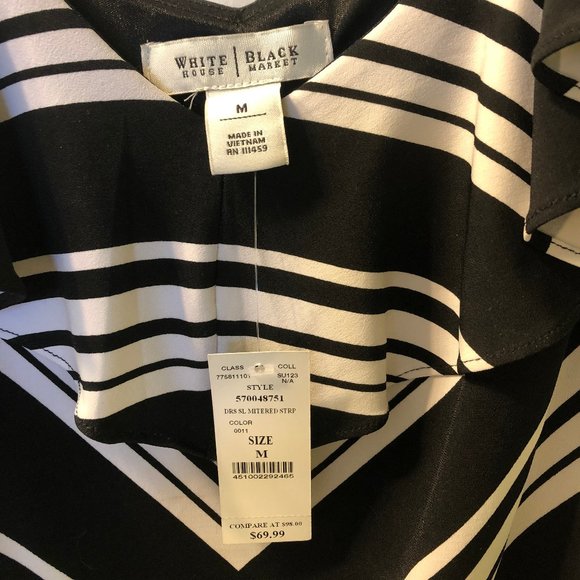 WHITE | BLACK
HOUSE | MARKET
M
MADE IN
VIETNAM
RN 111459
CLASS COLL
SU123
N/A
STYLE
570048751
DRS SL MITERED STRP
COLOR
0011
SIZE
M
451002292465
COMPARE AT $98.00
$69.99